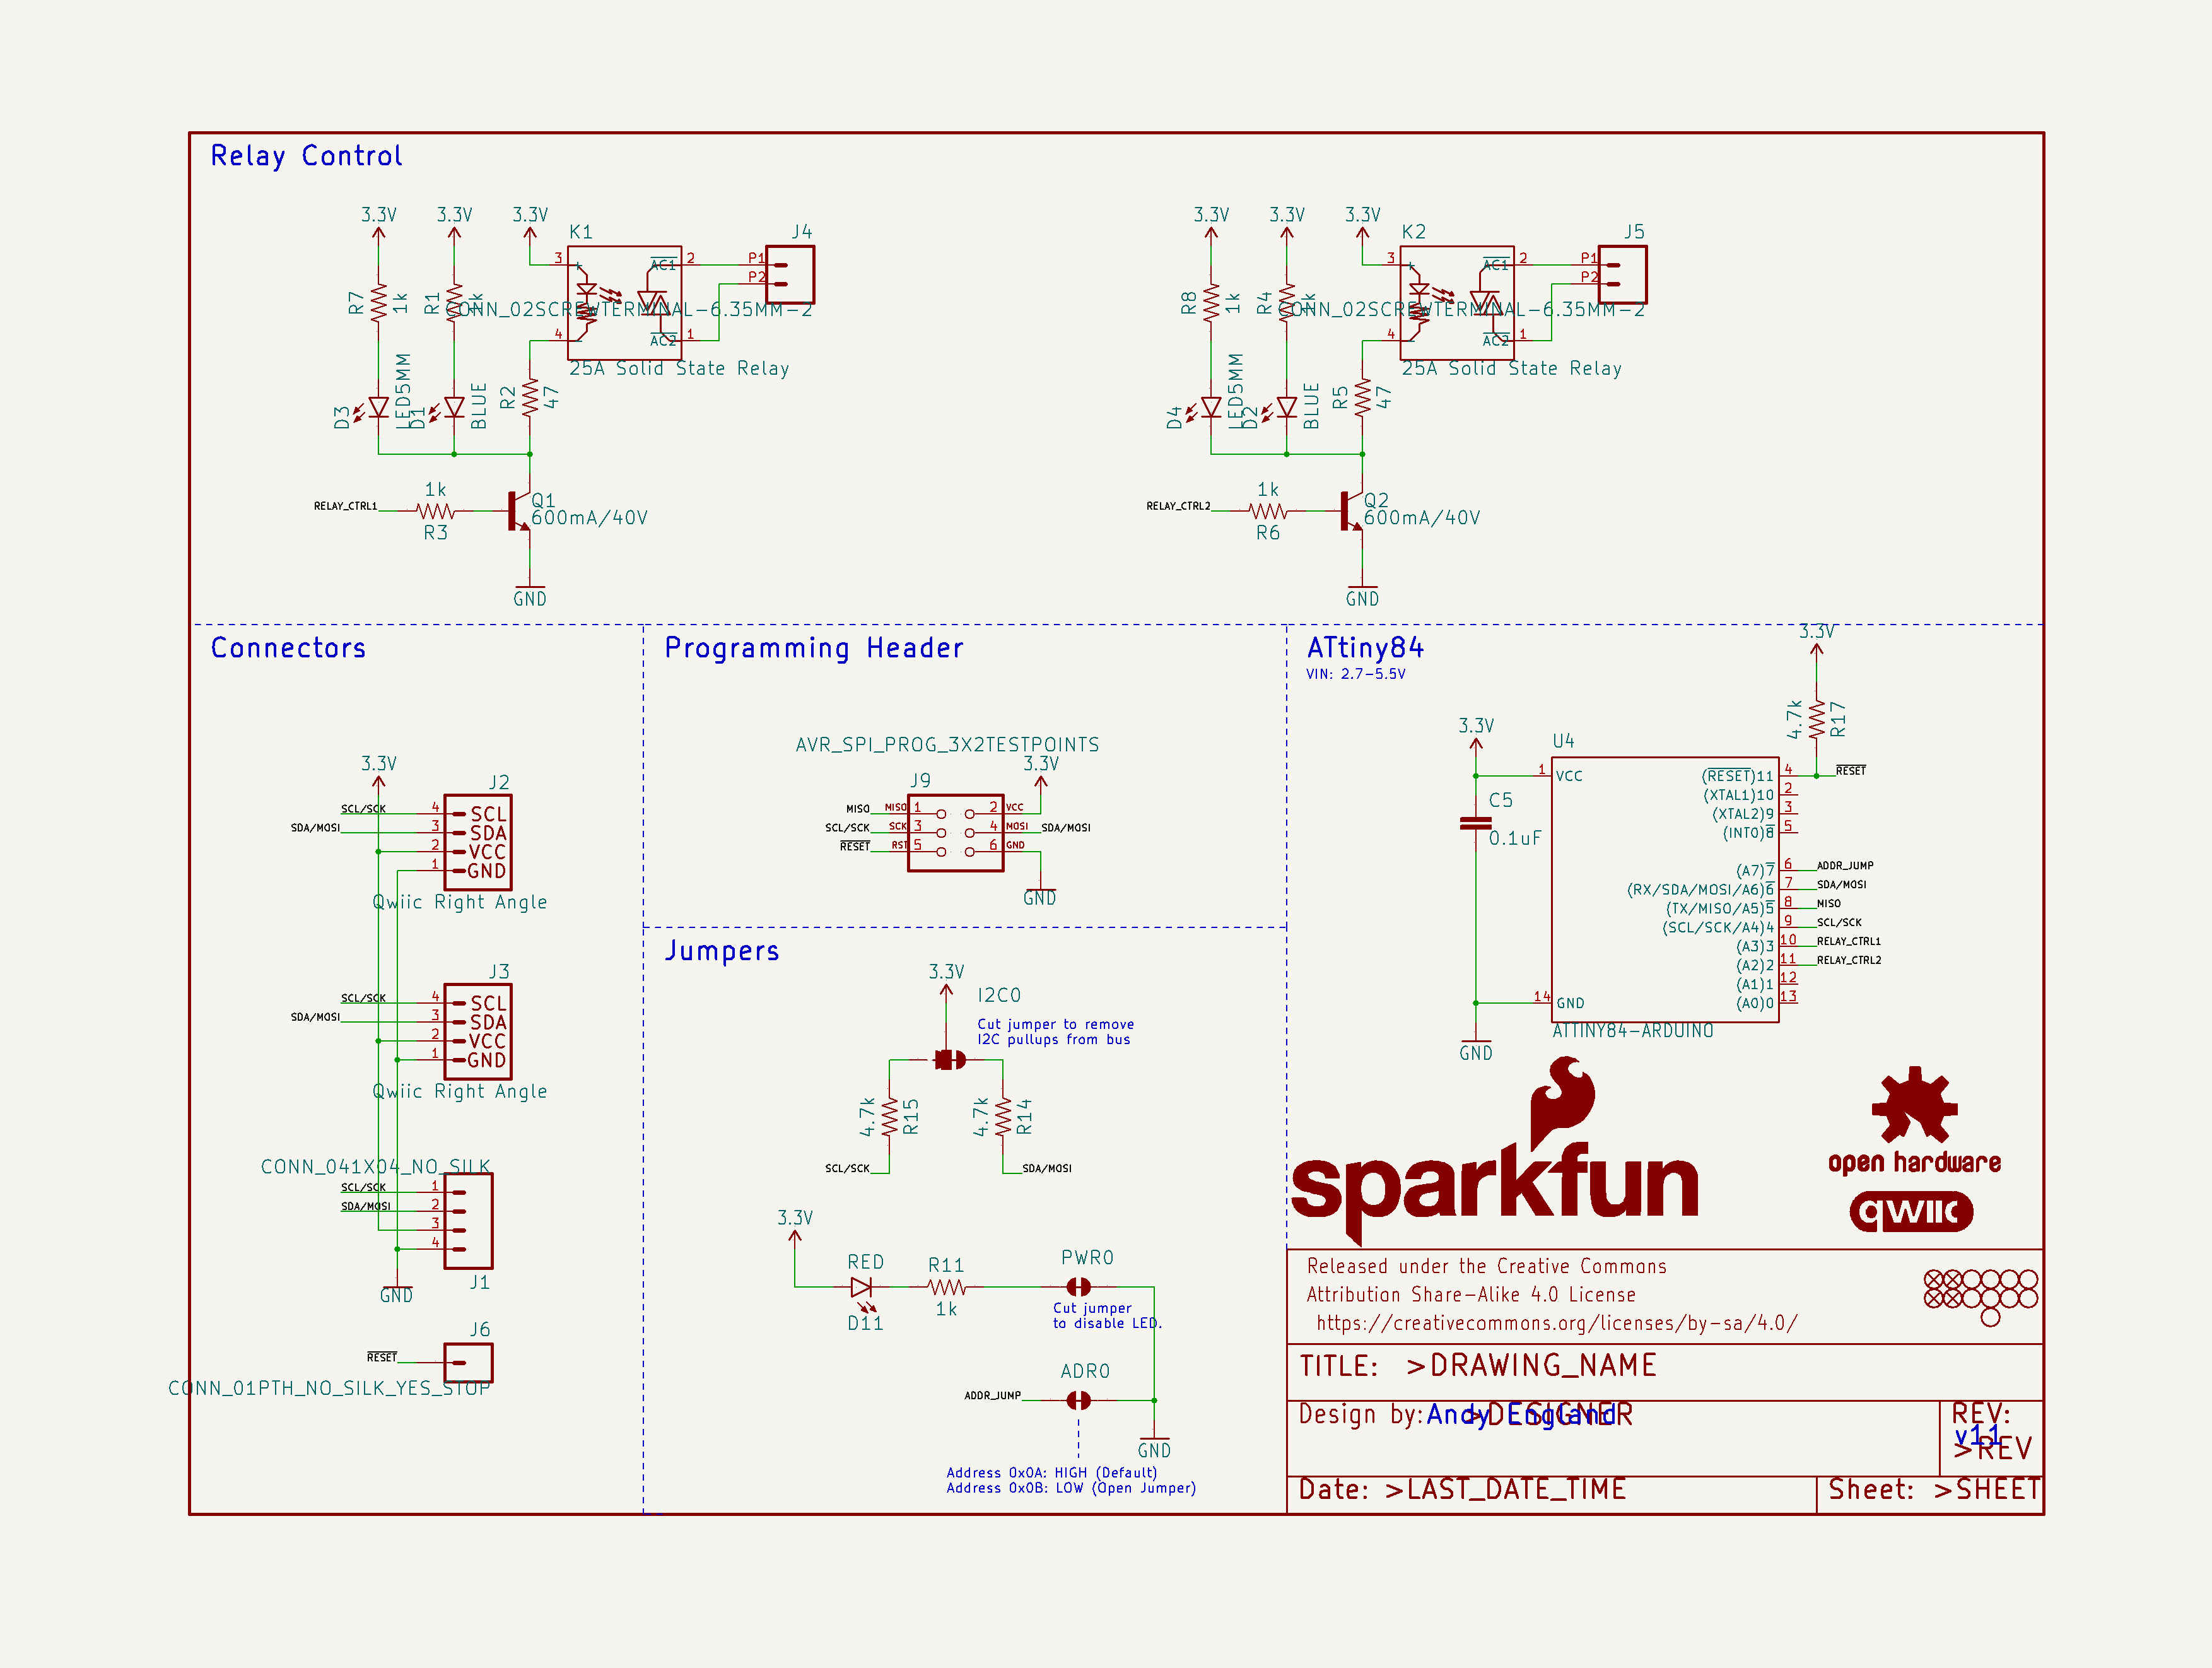 Relay Control
3.3V
3.3V
3.3V
K1
J4
3
+
AC1
2
P1
P2
R7
1k
R1
1k
CONN_02SCREWTERMINAL-6.35MM-2
4
-
AC2
1
25A Solid State Relay
D3
LED5MM
D1
BLUE
R2
47
RELAY_CTRL1
1k
R3
Q1
600mA/40V
GND
3.3V
3.3V
3.3V
K2
J5
3
+
AC1
2
P1
P2
R8
1k
R4
1k
CONN_02SCREWTERMINAL-6.35MM-2
4
-
AC2
1
25A Solid State Relay
D4
LED5MM
D2
BLUE
R5
47
RELAY_CTRL2
1k
R6
Q2
600mA/40V
GND
Connectors
3.3V
J2
SCL/SCK
4
SCL
SDA/MOSI
3
SDA
2
VCC
1
GND
Qwiic Right Angle
J3
SCL/SCK
4
SCL
SDA/MOSI
3
SDA
2
VCC
1
GND
Qwiic Right Angle
CONN_041X04_NO_SILK
SCL/SCK
1
SDA/MOSI
2
3
4
J1
GND
J6
RESET
CONN_01PTH_NO_SILK_YES_STOP
Programming Header
AVR_SPI_PROG_3X2TESTPOINTS
3.3V
J9
MISO
MISO
1
2
VCC
SCL/SCK
SCK
3
4
MOSI
SDA/MOSI
RESET
RST
5
6
GND
GND
Jumpers
3.3V
I2C0
Cut jumper to remove
I2C pullups from bus
4.7k
R15
4.7k
R14
SCL/SCK
SDA/MOSI
3.3V
RED
D11
R11
1k
PWR0
Cut jumper
to disable LED.
ADR0
ADDR_JUMP
GND
Address 0x0A: HIGH (Default)
Address 0x0B: LOW (Open Jumper)
ATtiny84
VIN: 2.7-5.5V
3.3V
4.7k
R17
3.3V
U4
1
VCC
(RESET)11
4
RESET
(XTAL1)10
2
(XTAL2)9
3
(INT0)8
5
C5
0.1uF
(A7)7
6
ADDR_JUMP
(RX/SDA/MOSI/A6)6
7
SDA/MOSI
(TX/MISO/A5)5
8
MISO
(SCL/SCK/A4)4
9
SCL/SCK
(A3)3
10
RELAY_CTRL1
(A2)2
11
RELAY_CTRL2
(A1)1
12
14
GND
(A0)0
13
ATTINY84-ARDUINO
GND
sparkfun
open hardware
qwiic
Released under the Creative Commons
Attribution Share-Alike 4.0 License
https://creativecommons.org/licenses/by-sa/4.0/
TITLE: >DRAWING_NAME
Design by: Andy England
>DESIGNER
REV:
v11
>REV
Date: >LAST_DATE_TIME
Sheet: >SHEET